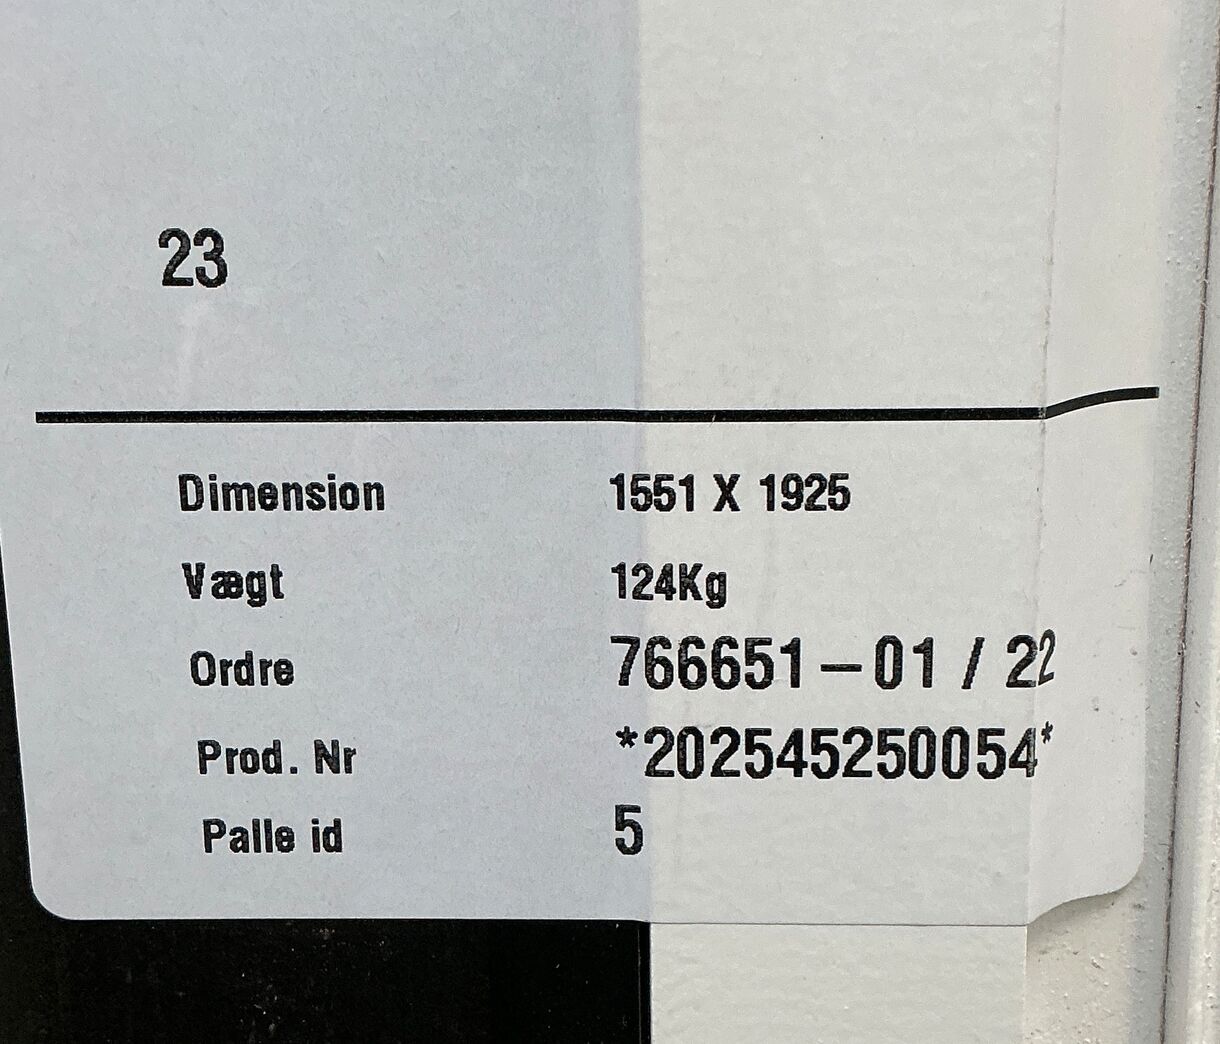 23
Dimension 1551 X 1925
Vægt 124Kg
Ordre 766651-01 / 22
Prod. Nr *202545250054*
Palle id 5